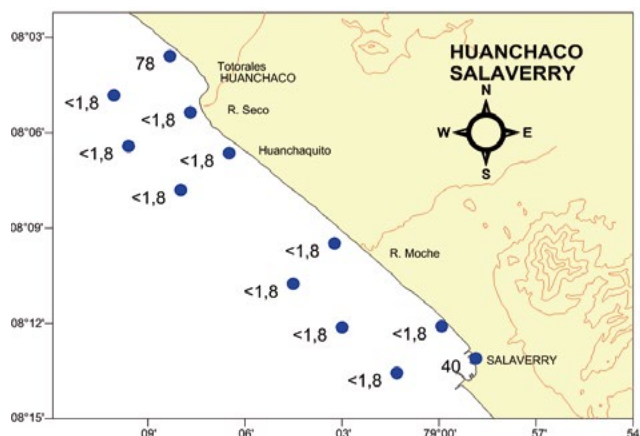 08°03'
HUANCHACO
SALAVERRY
N
W E
S
78
Totorales
HUANCHACO
<1,8
<1,8
R. Seco
08°06'
<1,8
<1,8
Huanchaquito
<1,8
08°09'
<1,8
R. Moche
<1,8
08°12'
<1,8
<1,8
40
SALAVERRY
<1,8
08°15'
09'
06'
03'
79°00'
57'
54